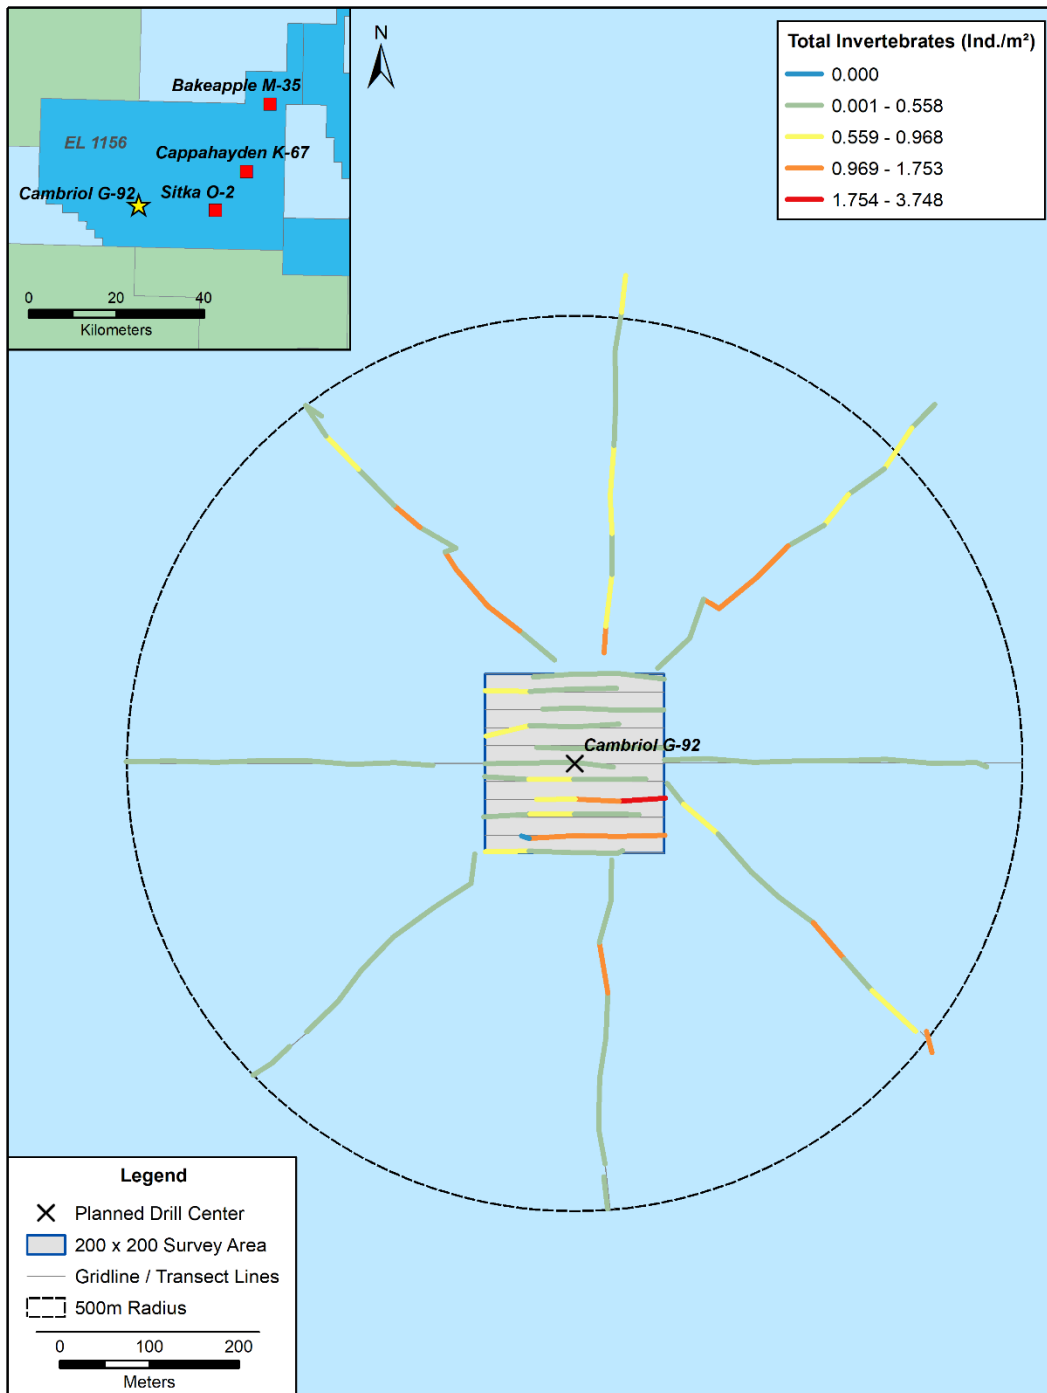 Bakeapple M-35
EL 1156
Cappahayden K-67
Cambriol G-92
Sitka O-2
0 20 40
Kilometers
N
Total Invertebrates (Ind./m²)
0.000
0.001 - 0.558
0.559 - 0.968
0.969 - 1.753
1.754 - 3.748
Cambriol G-92
Legend
Planned Drill Center
200 x 200 Survey Area
Gridline / Transect Lines
500m Radius
0 100 200
Meters